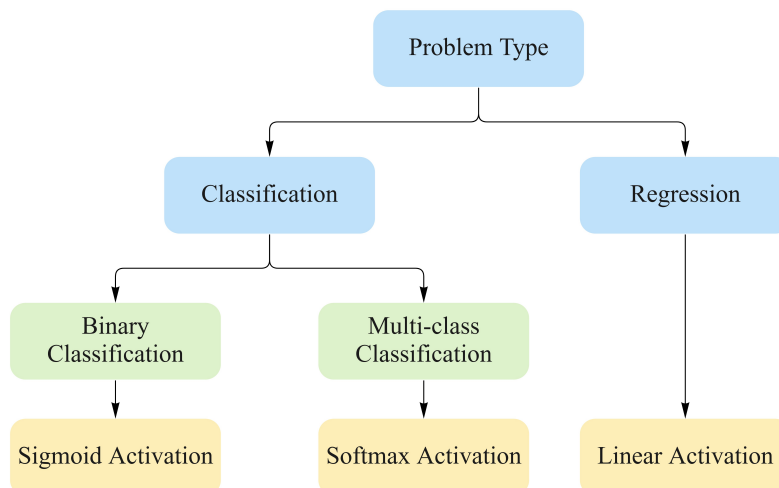 Problem Type
Classification
Regression
Binary
Classification
Multi-class
Classification
Sigmoid Activation
Softmax Activation
Linear Activation